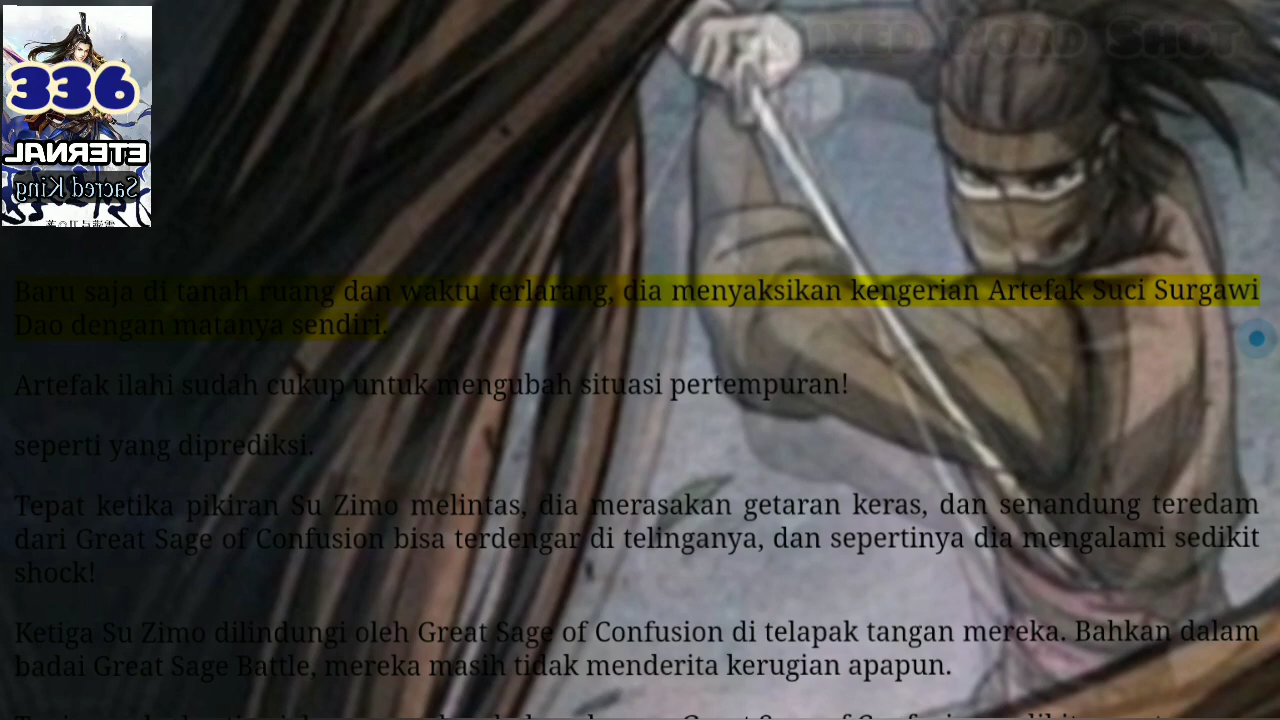 336
ETERNAL
Sacred King
Baru saja di tanah ruang dan waktu terlarang, dia menyaksikan kengerian Artefak Suci Surgawi
Dao dengan matanya sendiri.
Artefak ilahi sudah cukup untuk mengubah situasi pertempuran!
seperti yang diprediksi.
Tepat ketika pikiran Su Zimo melintas, dia merasakan getaran keras, dan senandung teredam
dari Great Sage of Confusion bisa terdengar di telinganya, dan sepertinya dia mengalami sedikit
shock!
Ketiga Su Zimo dilindungi oleh Great Sage of Confusion di telapak tangan mereka. Bahkan dalam
badai Great Sage Battle, mereka masih tidak menderita kerugian apapun.